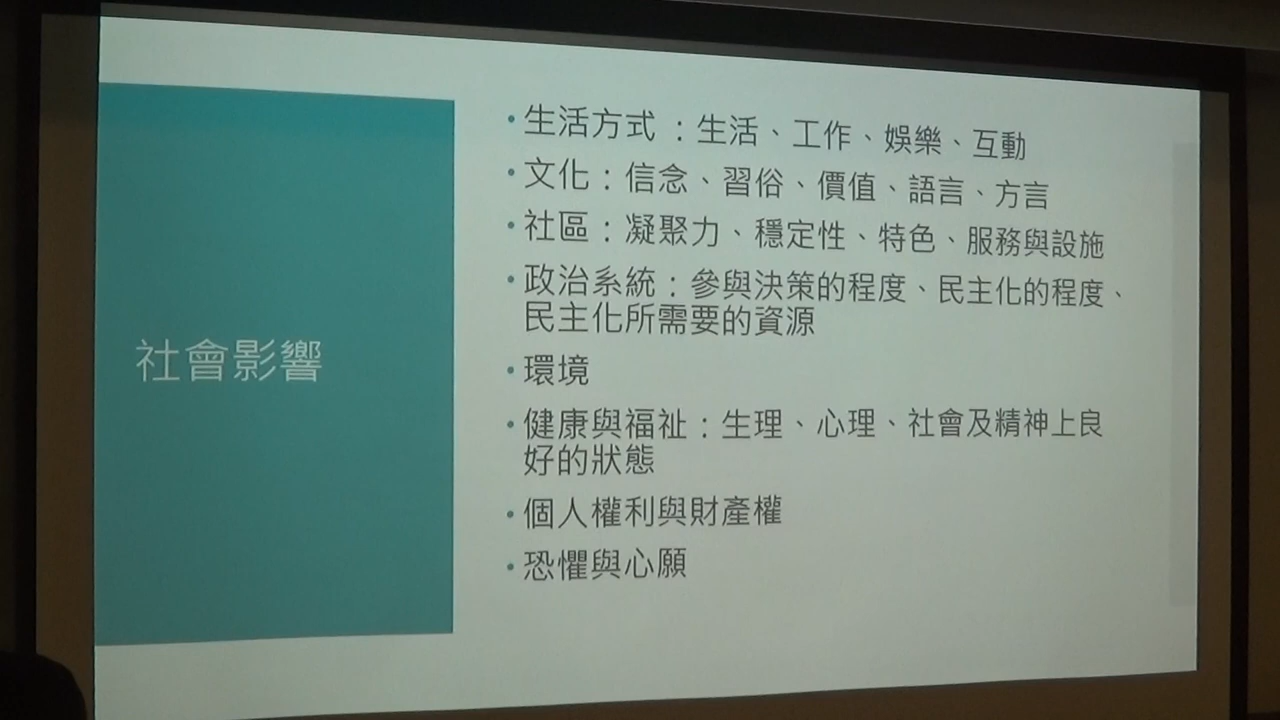 社會影響
•生活方式 ：生活、工作、娛樂、互動
•文化：信念、習俗、價值、語言、方言
•社區：凝聚力、穩定性、特色、服務與設施
•政治系統：參與決策的程度、民主化的程度、
民主化所需要的資源
•環境
•健康與福祉：生理、心理、社會及精神上良
好的狀態
•個人權利與財產權
•恐懼與心願